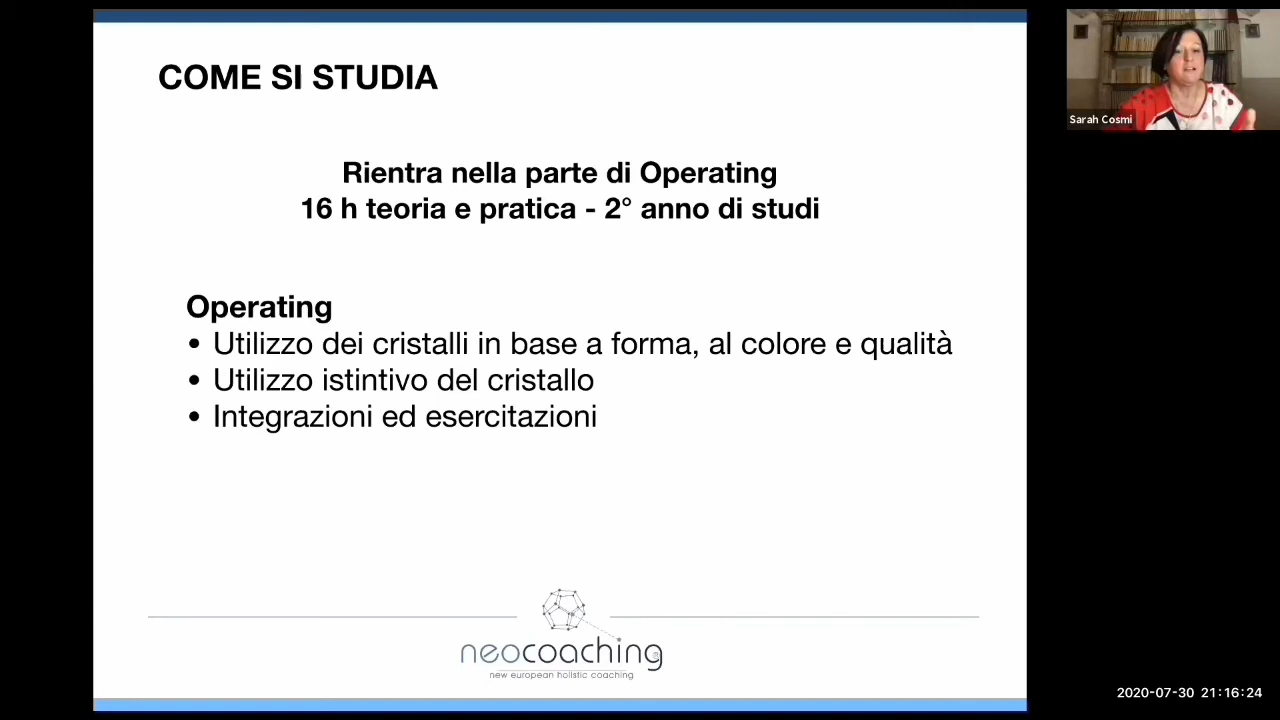 COME SI STUDIA
Rientra nella parte di Operating
16 h teoria e pratica - 2° anno di studi
Operating
• Utilizzo dei cristalli in base a forma, al colore e qualità
• Utilizzo istintivo del cristallo
• Integrazioni ed esercitazioni
neocoaching
new european holistic coaching
Sarah Cosmi
2020-07-30 21:16:24